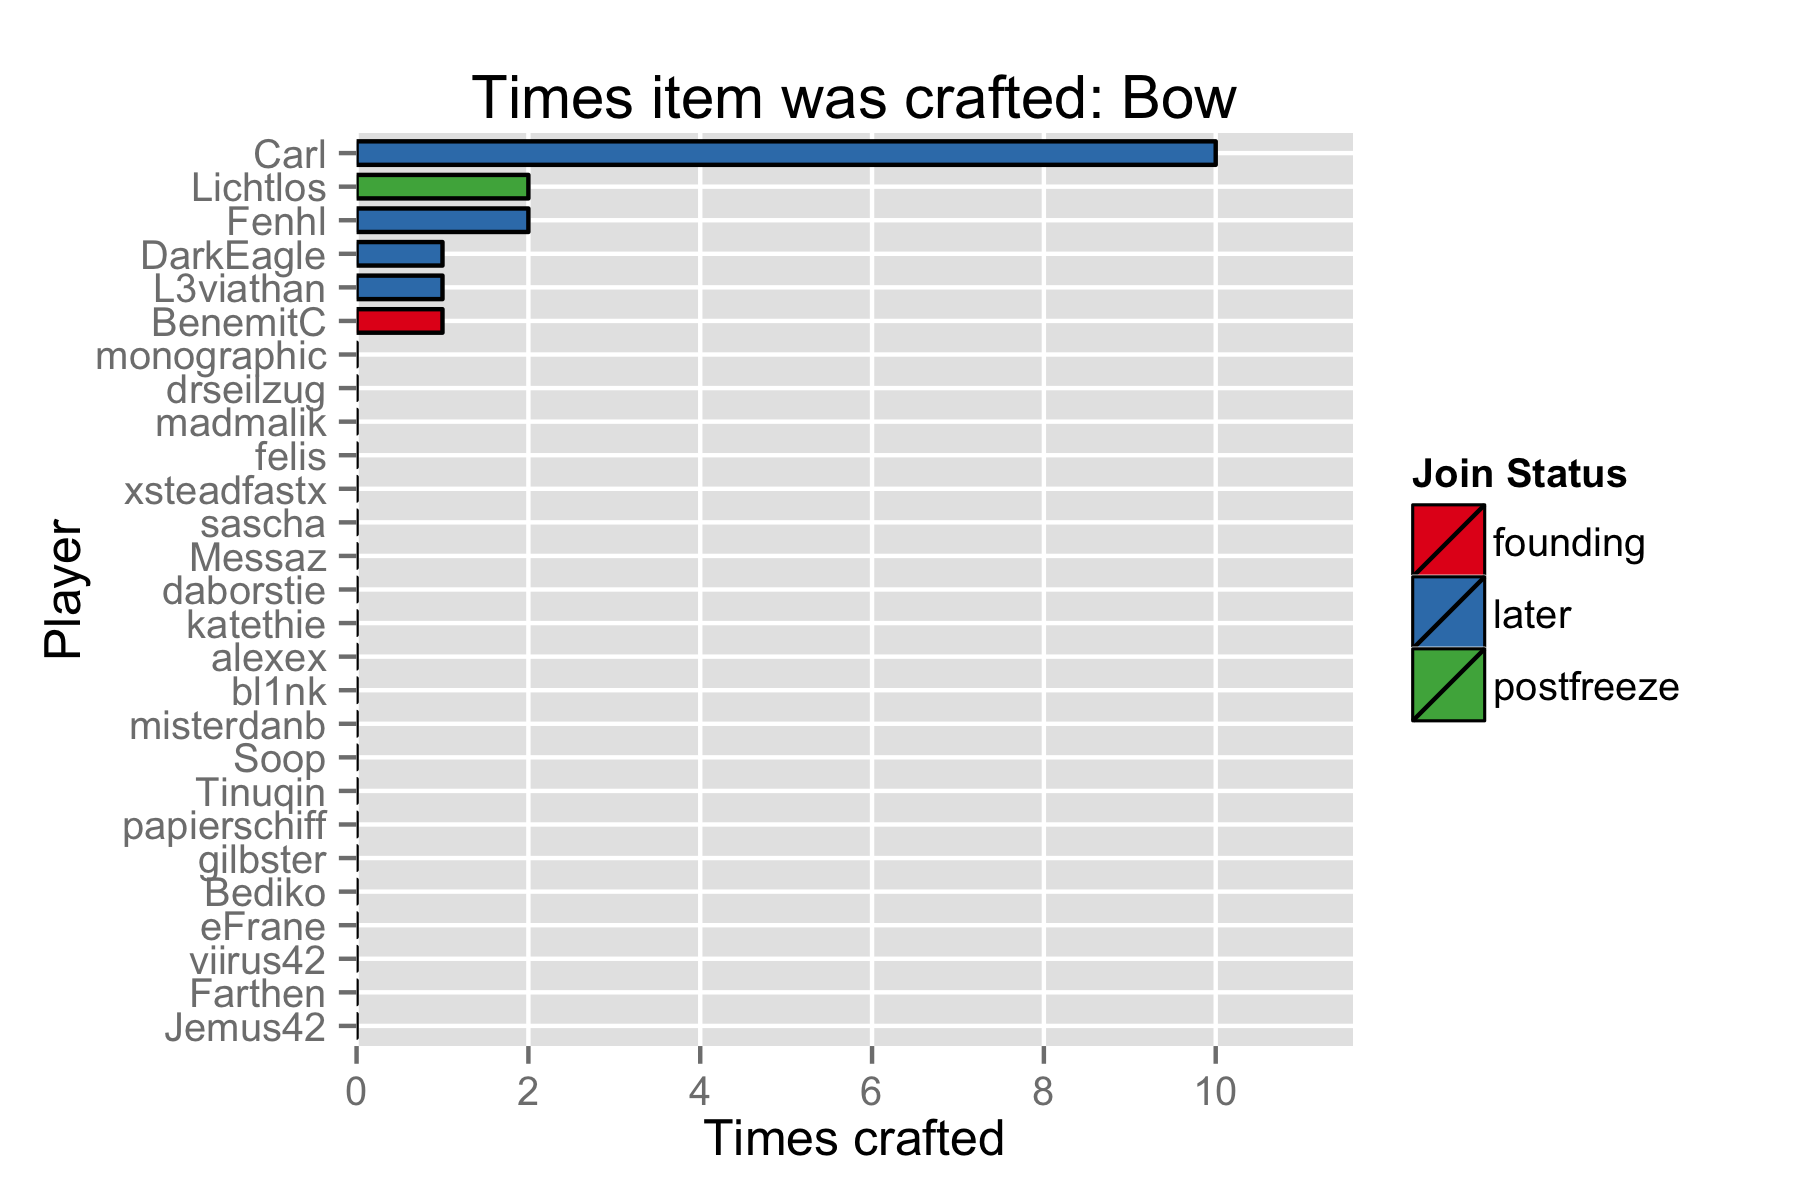 Times item was crafted: Bow
Carl
Lichtlos
Fenhl
DarkEagle
L3viathan
BenemitC
monographic
drseilzug
madmalik
felis
xsteadfastx
sascha
Messaz
daborstie
katethie
alexex
bl1nk
misterdanb
Soop
Tinuqin
papierschiff
gilbster
Bediko
eFrane
viirus42
Farthen
Jemus42
Player
0 2 4 6 8 10
Times crafted
Join Status
founding
later
postfreeze